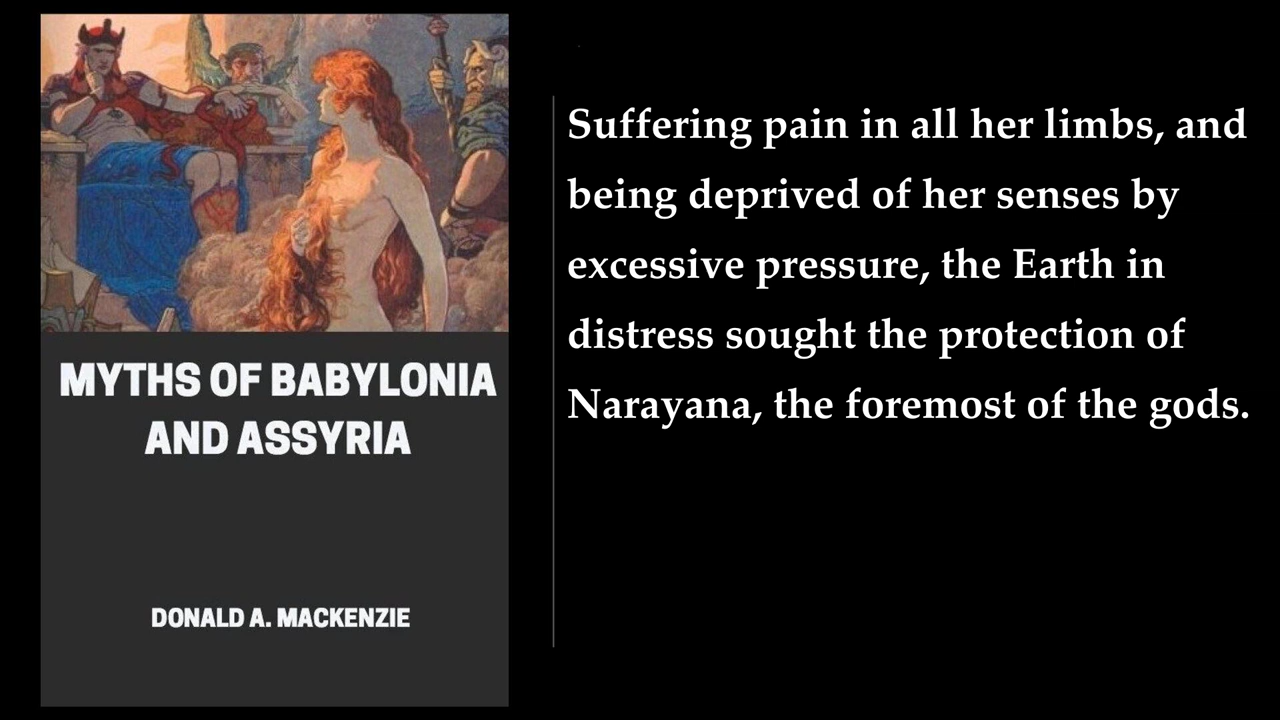 MYTHS OF BABYLONIA
AND ASSYRIA
DONALD A. MACKENZIE
Suffering pain in all her limbs, and
being deprived of her senses by
excessive pressure, the Earth in
distress sought the protection of
Narayana, the foremost of the gods.